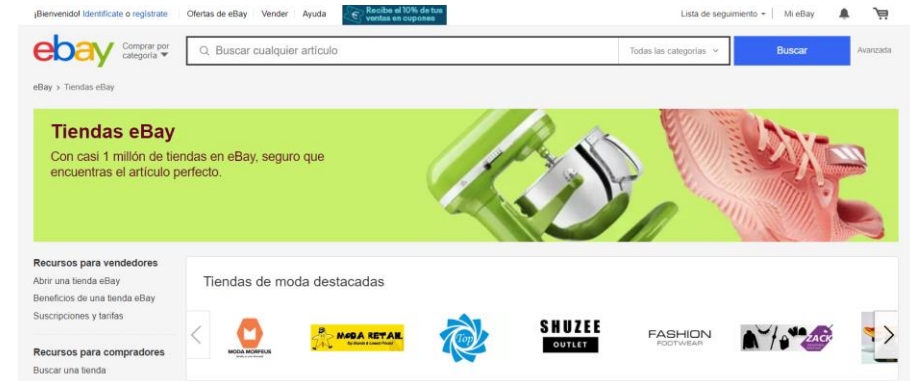 ¡Bienvenido! Identifícate o regístrate Ofertas de eBay Vender Ayuda Recibe el 10% de tus
ventas en cupones
Lista de seguimiento Mi eBay
ebay Comprar por
categoría
Buscar cualquier artículo Todas las categorías Buscar Avanzada
eBay > Tiendas eBay
Tiendas eBay
Con casi 1 millón de tiendas en eBay, seguro que
encuentras el artículo perfecto.
Recursos para vendedores
Abrir una tienda eBay
Beneficios de una tienda eBay
Suscripciones y tarifas
Recursos para compradores
Buscar una tienda
Tiendas de moda destacadas
MODA MORFEUS
MODA RETAIL
Top
SHUZEE
OUTLET
FASHION
FOOTWEAR
ZACK